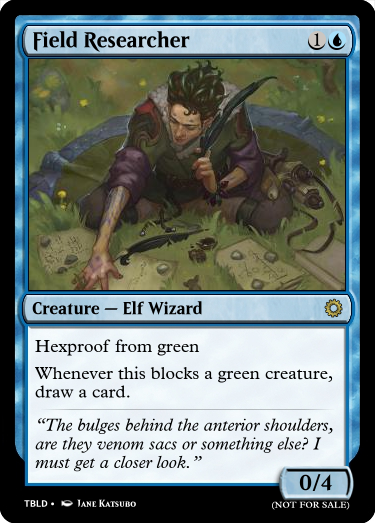 Field Researcher 1
Creature — Elf Wizard
Hexproof from green
Whenever this blocks a green creature,
draw a card.
“The bulges behind the anterior shoulders,
are they venom sacs or something else? I
must get a closer look.”
0/4
TBLD • Jane Katsubo
(NOT FOR SALE)